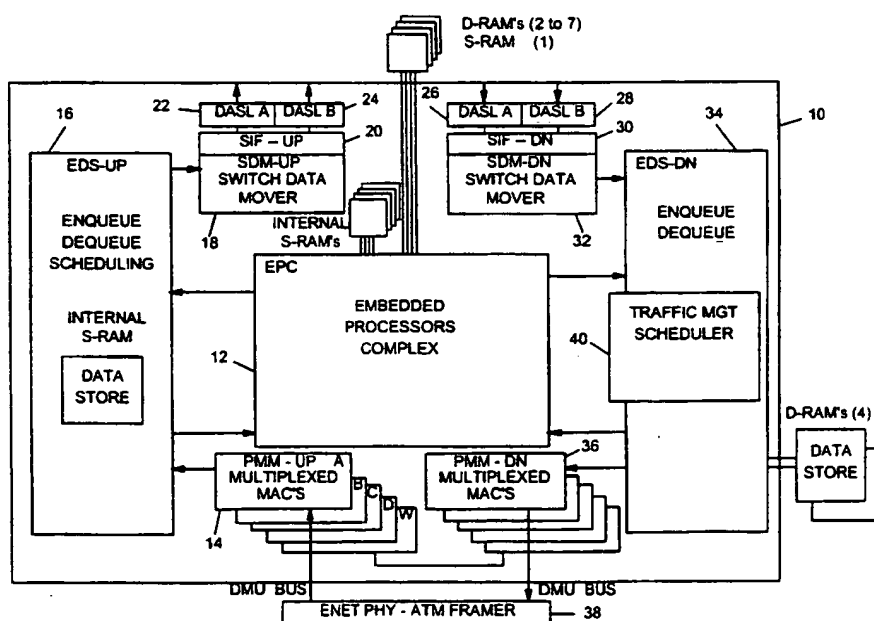 D-RAM's (2 to 7)
S-RAM (1)
16
22
DASL A
DASL B
24
26
DASL A
DASL B
28
34
10
SIF - UP
20
SIF - DN
30
EDS-UP
SDM-UP
SWITCH DATA
MOVER
SDM-DN
SWITCH DATA
MOVER
EDS-DN
ENQUEUE
DEQUEUE
SCHEDULING
18
INTERNAL
S-RAM's
32
ENQUEUE
DEQUEUE
EPC
EMBEDDED
PROCESSORS
COMPLEX
INTERNAL
S-RAM
TRAFFIC MGT
SCHEDULER
40
12
DATA
STORE
D-RAM's (4)
DATA
STORE
36
PMM - UP A
MULTIPLEXED
MAC'S
B
C
D
W
PMM - DN
MULTIPLEXED
MAC'S
14
DMU BUS
DMU BUS
ENET PHY - ATM FRAMER
38